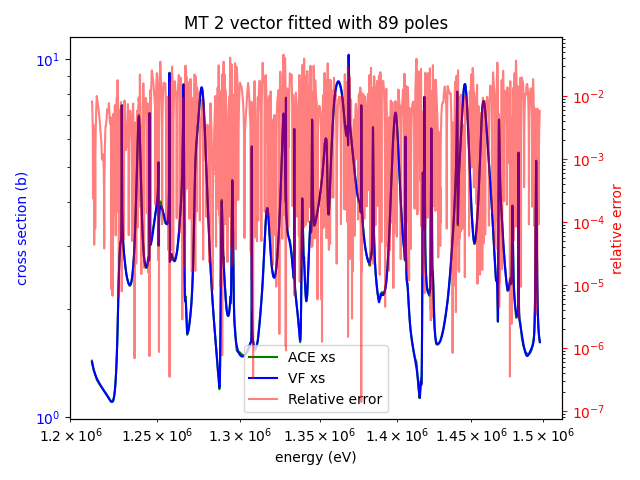 MT 2 vector fitted with 89 poles
10¹
10⁰
cross section (b)
10⁻²
10⁻³
10⁻⁴
10⁻⁵
10⁻⁶
10⁻⁷
relative error
ACE xs
VF xs
Relative error
1.2 × 10⁶ 1.25 × 10⁶ 1.3 × 10⁶ 1.35 × 10⁶ 1.4 × 10⁶ 1.45 × 10⁶ 1.5 × 10⁶
energy (eV)